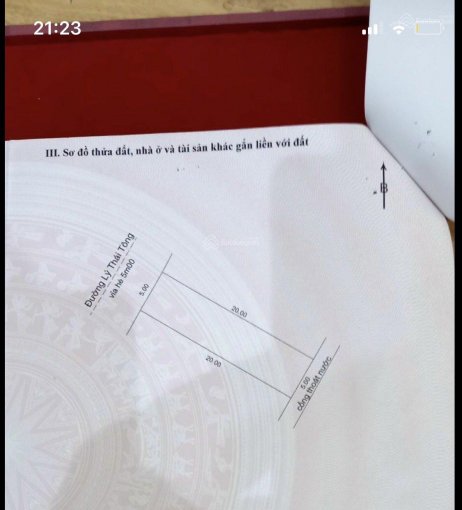 21:23
III. Sơ đồ thửa đất, nhà ở và tài sản khác gắn liền với đất
B
Đường Lý Thái Tông
vỉa hè 5m00
5.00
20.00
20.00
5.00
cống thoát nước